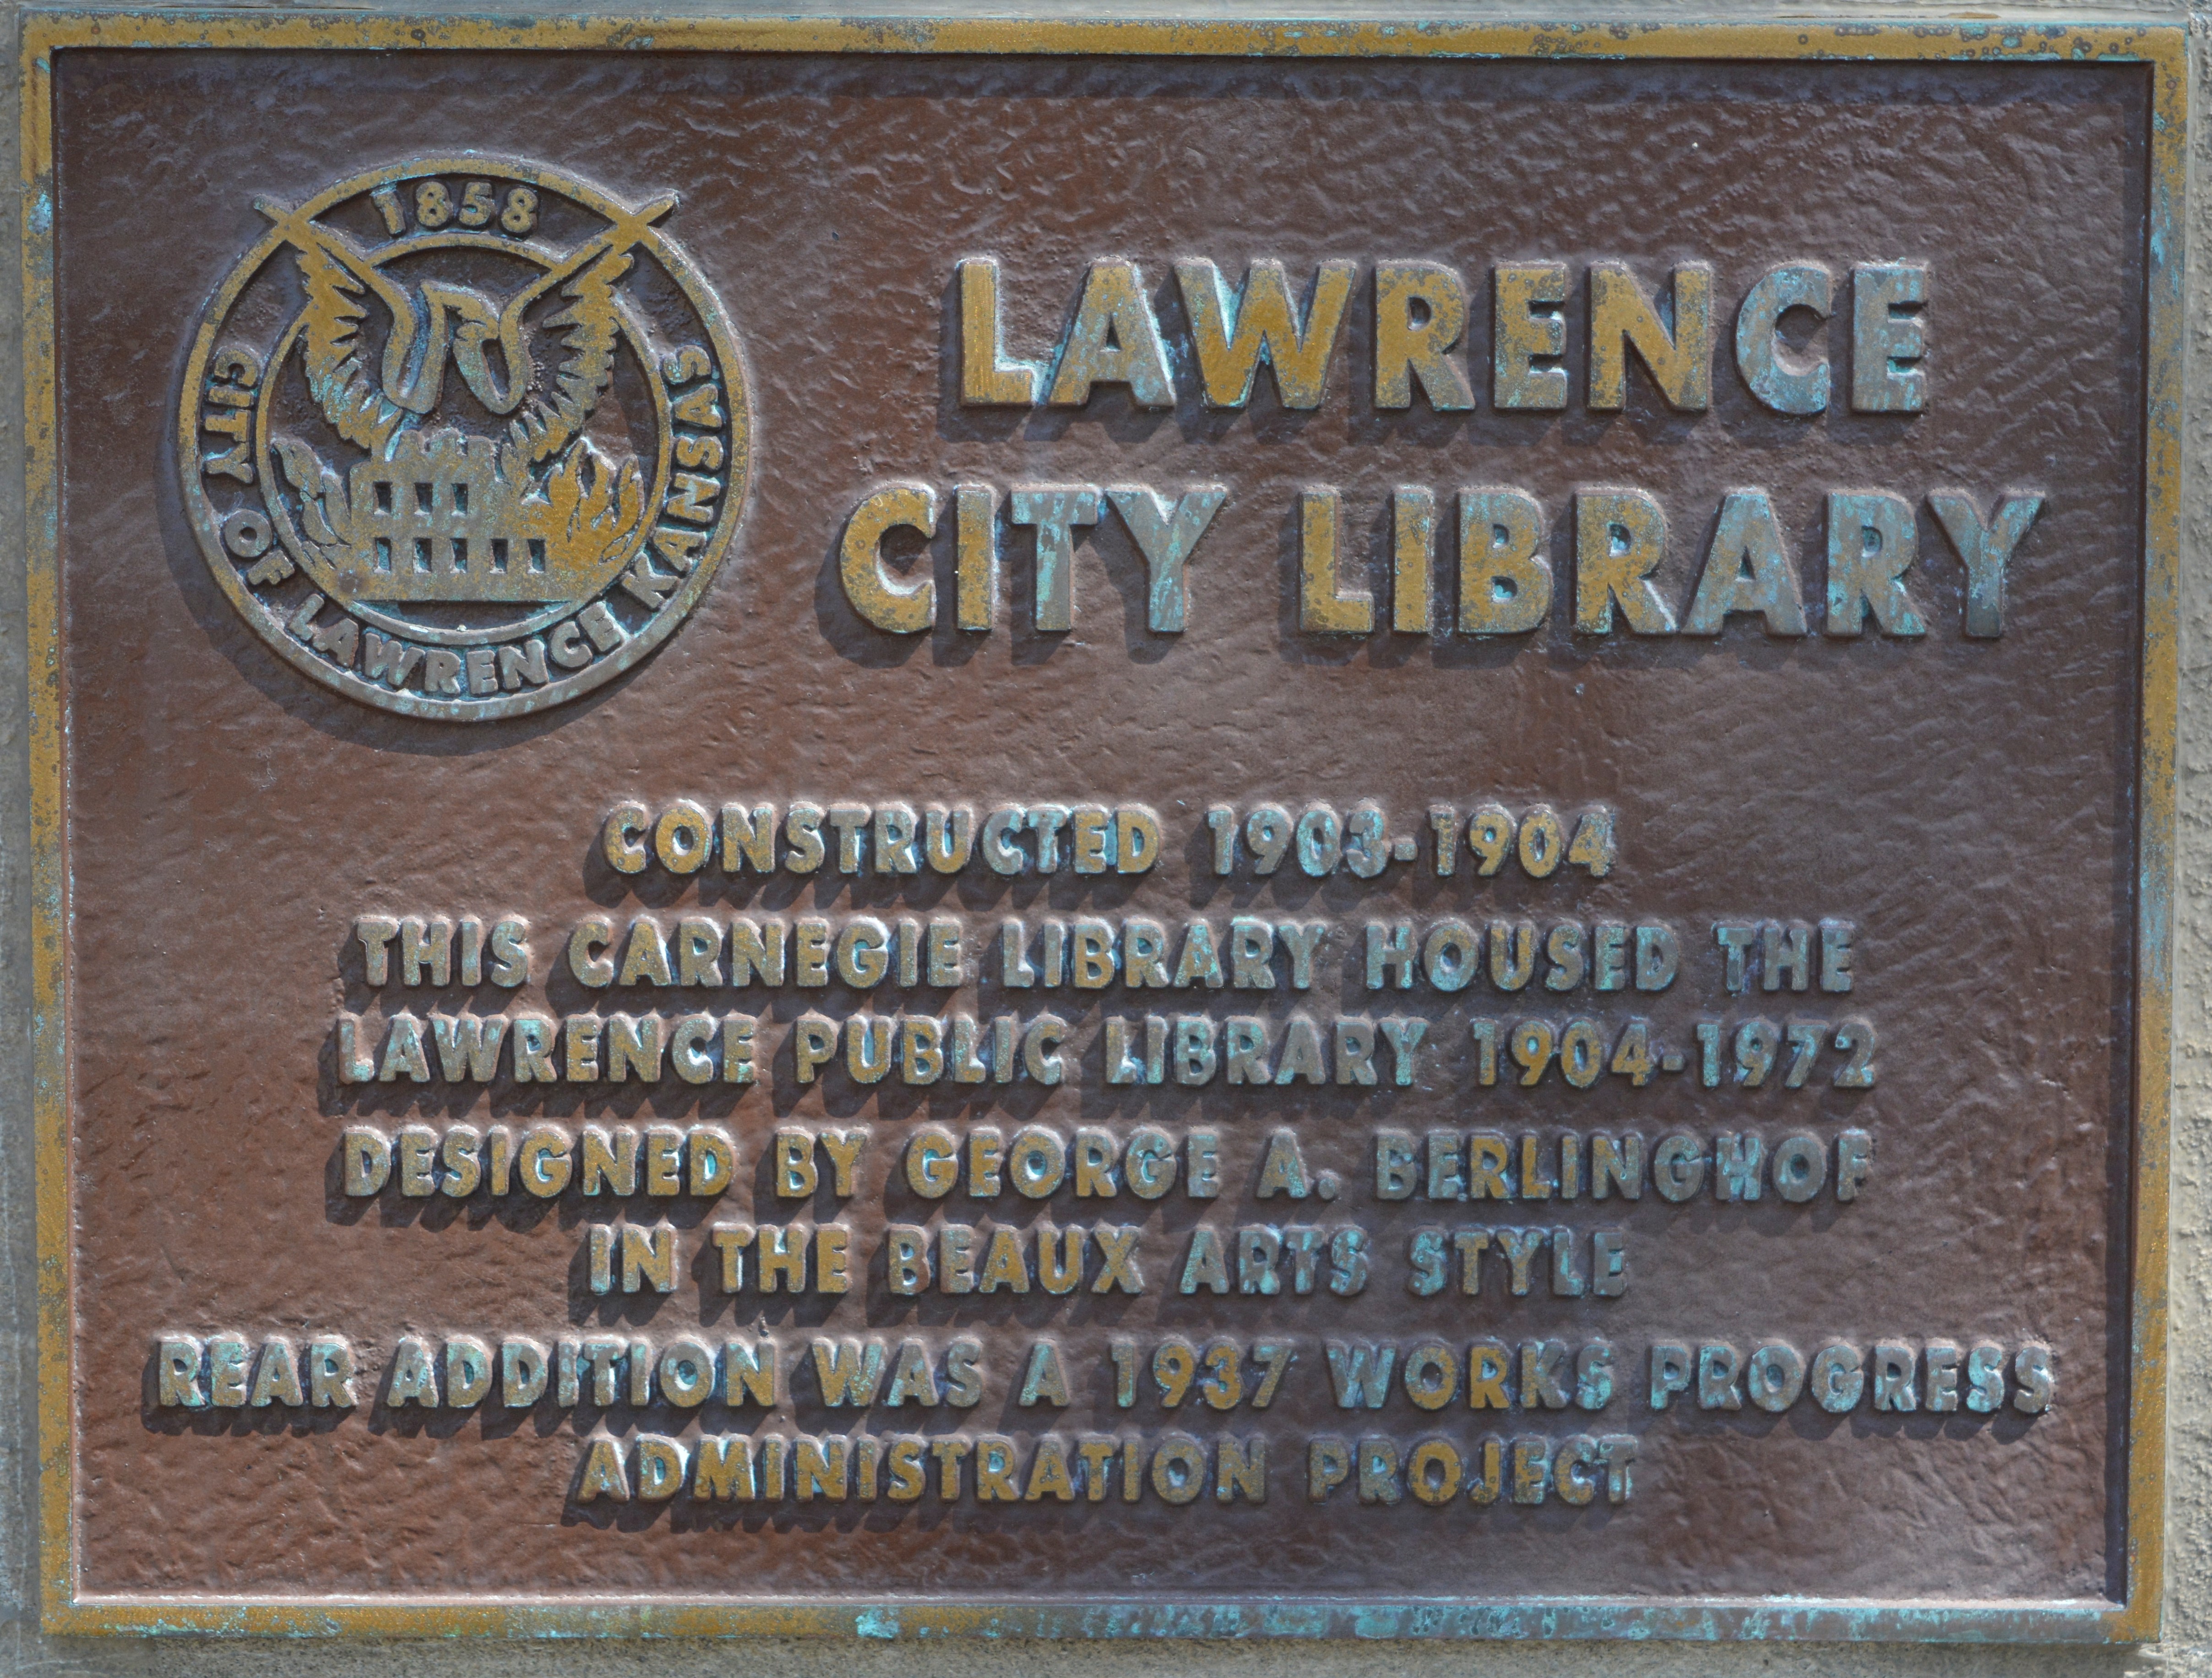 1858
CITY OF LAWRENCE KANSAS
LAWRENCE
CITY LIBRARY
CONSTRUCTED 1903-1904
THIS CARNEGIE LIBRARY HOUSED THE
LAWRENCE PUBLIC LIBRARY 1904-1972
DESIGNED BY GEORGE A. BERLINGHOF
IN THE BEAUX ARTS STYLE
REAR ADDITION WAS A 1937 WORKS PROGRESS
ADMINISTRATION PROJECT